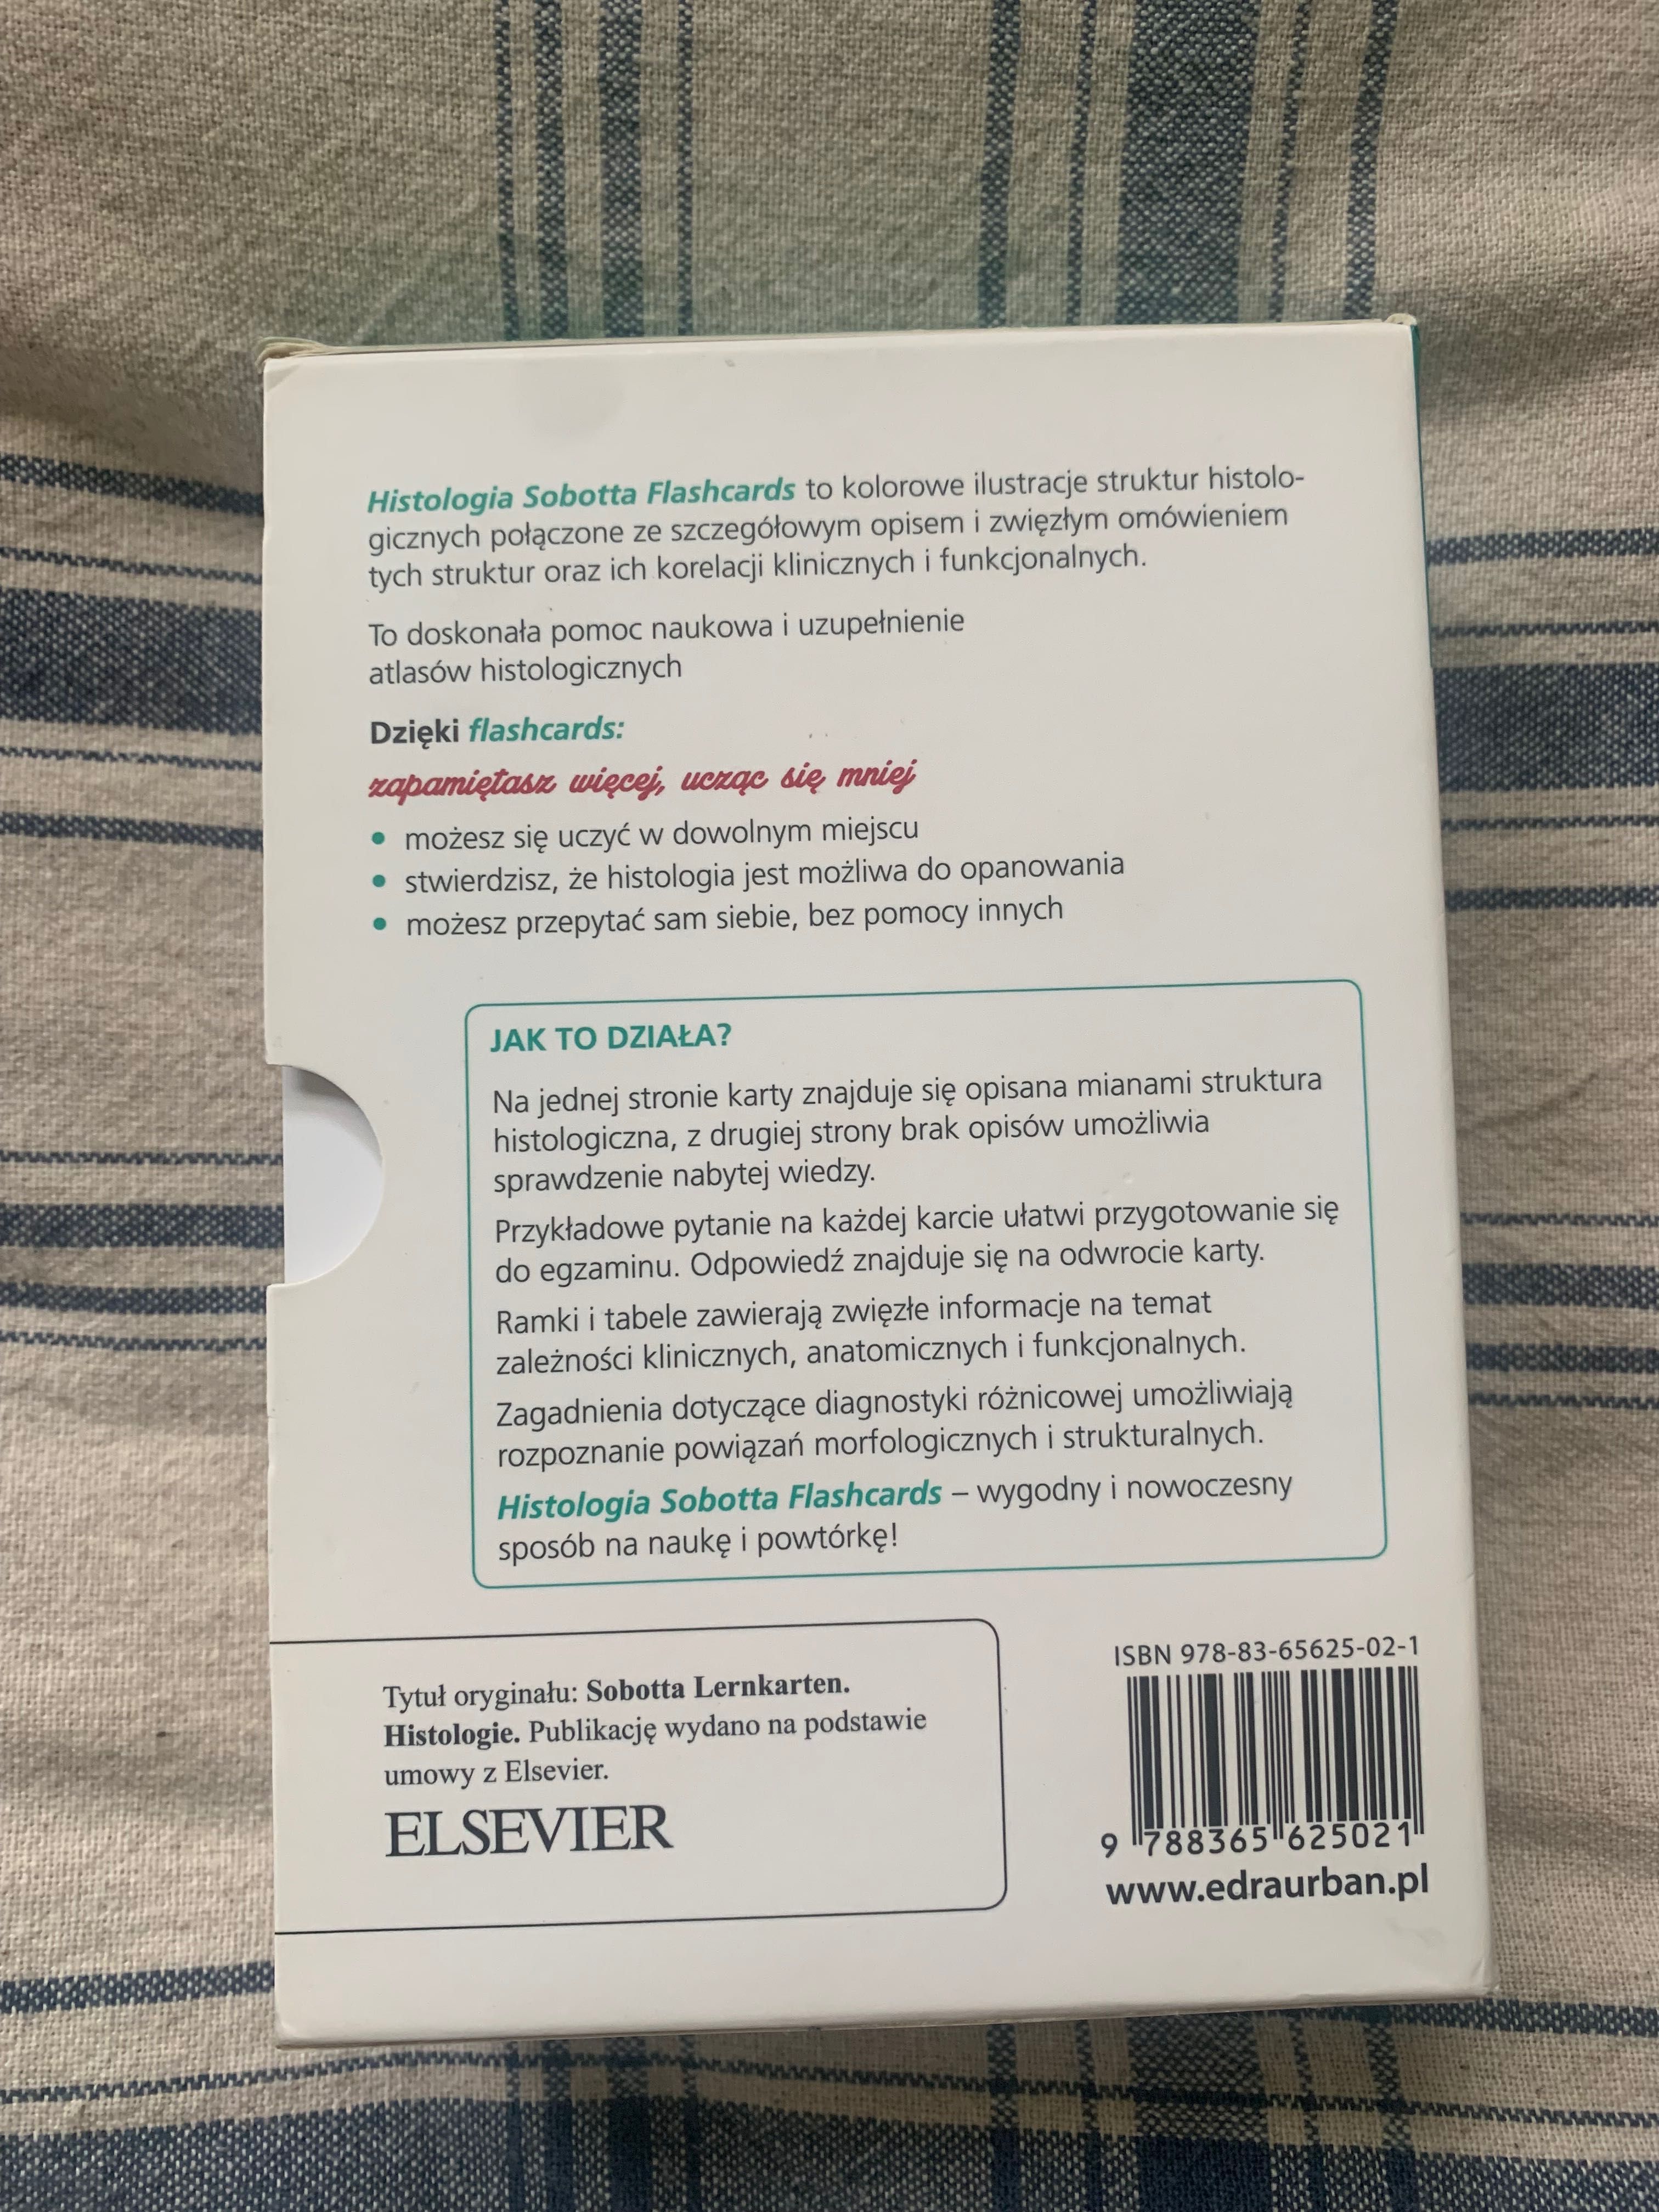 Histologia Sobotta Flashcards to kolorowe ilustracje struktur histolo-
gicznych połączone ze szczegółowym opisem i zwięzłym omówieniem
tych struktur oraz ich korelacji klinicznych i funkcjonalnych.
To doskonała pomoc naukowa i uzupełnienie
atlasów histologicznych
Dzięki flashcards:
zapamiętasz więcej, ucząc się mniej
• możesz się uczyć w dowolnym miejscu
• stwierdzisz, że histologia jest możliwa do opanowania
• możesz przepytać sam siebie, bez pomocy innych
JAK TO DZIAŁA?
Na jednej stronie karty znajduje się opisana mianami struktura
histologiczna, z drugiej strony brak opisów umożliwia
sprawdzenie nabytej wiedzy.
Przykładowe pytanie na każdej karcie ułatwi przygotowanie się
do egzaminu. Odpowiedź znajduje się na odwrocie karty.
Ramki i tabele zawierają zwięzłe informacje na temat
zależności klinicznych, anatomicznych i funkcjonalnych.
Zagadnienia dotyczące diagnostyki różnicowej umożliwiają
rozpoznanie powiązań morfologicznych i strukturalnych.
Histologia Sobotta Flashcards – wygodny i nowoczesny
sposób na naukę i powtórkę!
Tytuł oryginału: Sobotta Lernkarten.
Histologie. Publikację wydano na podstawie
umowy z Elsevier.
ELSEVIER
ISBN 978-83-65625-02-1
9 788365 625021
www.edraurban.pl